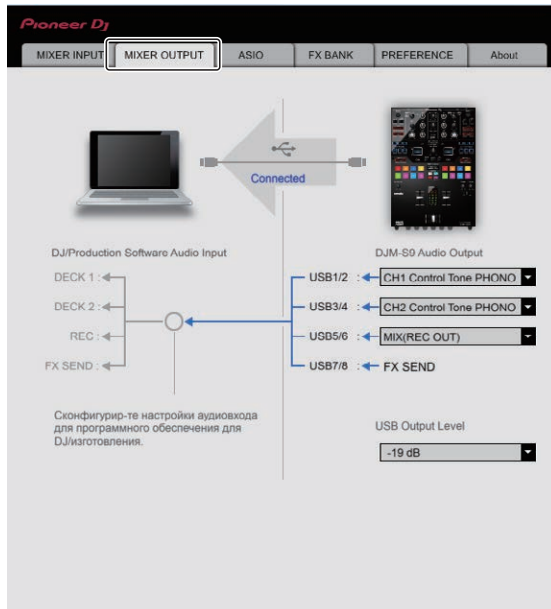 Pioneer Dj
MIXER INPUT
MIXER OUTPUT
ASIO
FX BANK
PREFERENCE
About
Connected
DJ/Production Software Audio Input
DJM-S9 Audio Output
DECK 1 :
USB1/2 :
CH1 Control Tone PHONO
DECK 2 :
USB3/4 :
CH2 Control Tone PHONO
REC :
USB5/6 :
MIX(REC OUT)
FX SEND :
USB7/8 :
FX SEND
Сконфигурир-те настройки аудиовхода
для программного обеспечения для
DJ/изготовления.
USB Output Level
-19 dB